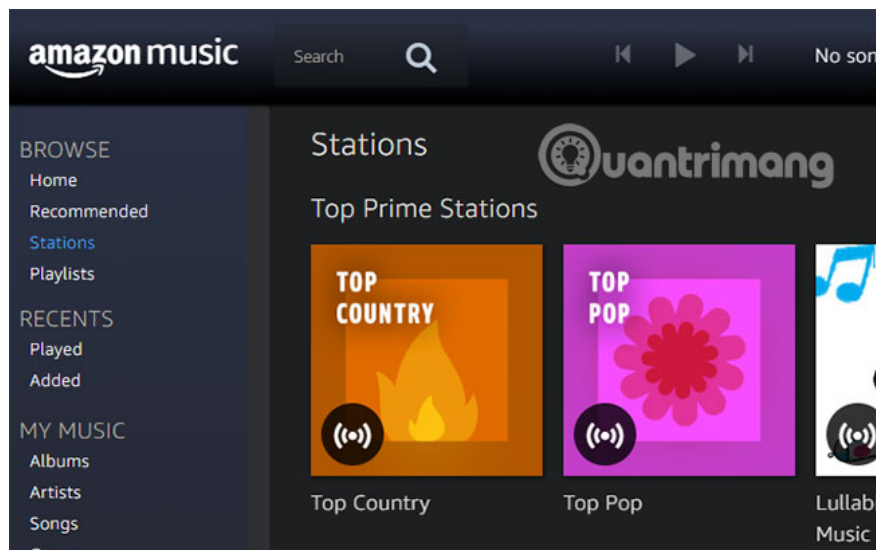 amazon music
Search
No son
BROWSE
Home
Recommended
Stations
Playlists
RECENTS
Played
Added
MY MUSIC
Albums
Artists
Songs
Stations
Quantrimang
Top Prime Stations
TOP
COUNTRY
TOP
POP
Top Country
Top Pop
Lullab
Music